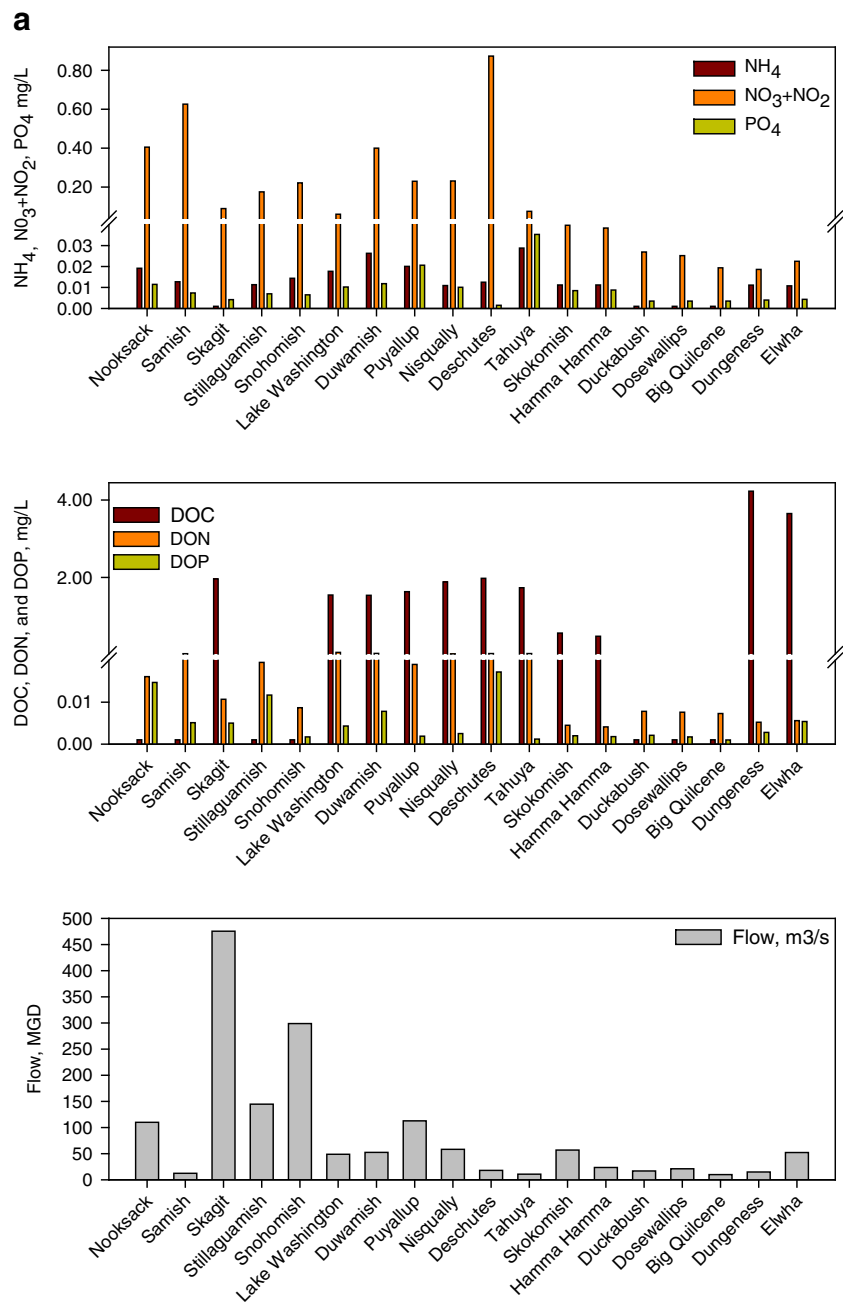 a
NH4, N03+NO2, PO4 mg/L
0.80
0.60
0.40
0.20
0.03
0.02
0.01
0.00
NH4
NO3+NO2
PO4
Nooksack
Samish
Skagit
Stillaguamish
Snohomish
Lake Washington
Duwamish
Puyallup
Nisqually
Deschutes
Tahuya
Skokomish
Hamma Hamma
Duckabush
Dosewallips
Big Quilcene
Dungeness
Elwha
DOC, DON, and DOP, mg/L
4.00
2.00
0.01
0.00
DOC
DON
DOP
Nooksack
Samish
Skagit
Stillaguamish
Snohomish
Lake Washington
Duwamish
Puyallup
Nisqually
Deschutes
Tahuya
Skokomish
Hamma Hamma
Duckabush
Dosewallips
Big Quilcene
Dungeness
Elwha
Flow, MGD
500
450
400
350
300
250
200
150
100
50
0
Flow, m3/s
Nooksack
Samish
Skagit
Stillaguamish
Snohomish
Lake Washington
Duwamish
Puyallup
Nisqually
Deschutes
Tahuya
Skokomish
Hamma Hamma
Duckabush
Dosewallips
Big Quilcene
Dungeness
Elwha